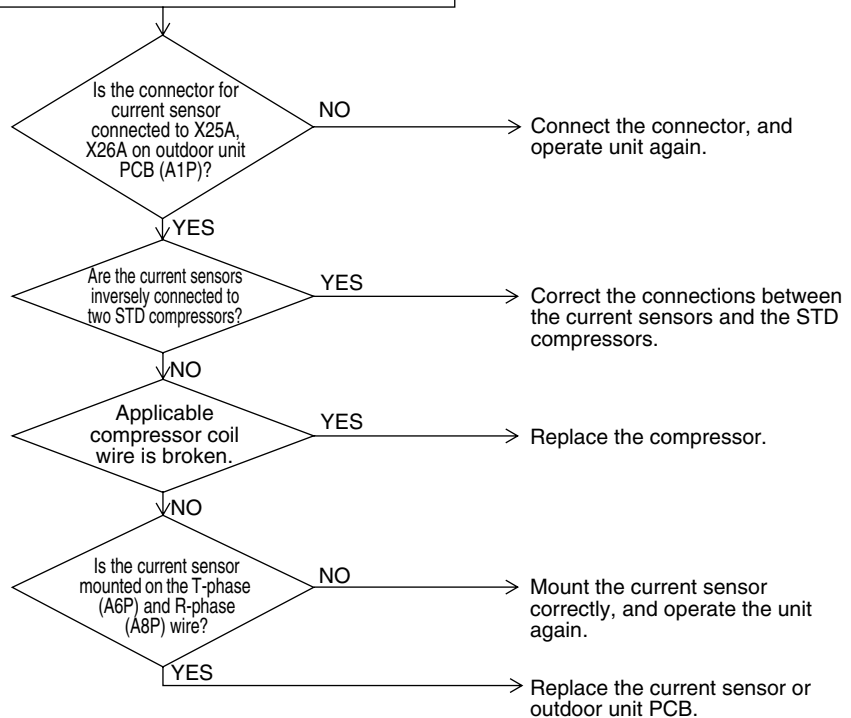 Is the connector for
current sensor
connected to X25A,
X26A on outdoor unit
PCB (A1P)?
NO
Connect the connector, and
operate unit again.
YES
Are the current sensors
inversely connected to
two STD compressors?
YES
Correct the connections between
the current sensors and the STD
compressors.
NO
Applicable
compressor coil
wire is broken.
YES
Replace the compressor.
NO
Is the current sensor
mounted on the T-phase
(A6P) and R-phase
(A8P) wire?
NO
Mount the current sensor
correctly, and operate the unit
again.
YES
Replace the current sensor or
outdoor unit PCB.